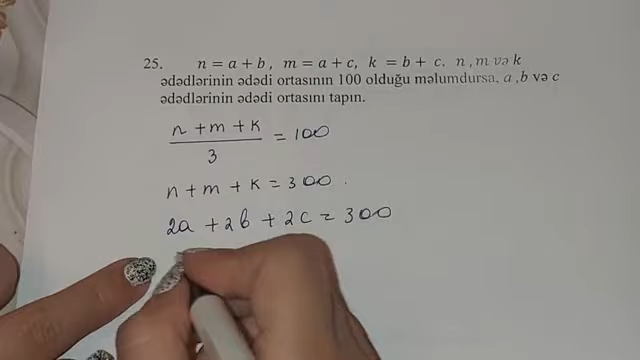 25. n = a + b, m = a + c, k = b + c. n, m və k
ədədlərinin ədədi ortasının 100 olduğu məlumdursa, a, b və c
ədədlərinin ədədi ortasını tapın.
n + m + k / 3 = 100
n + m + k = 300.
2a + 2b + 2c = 300